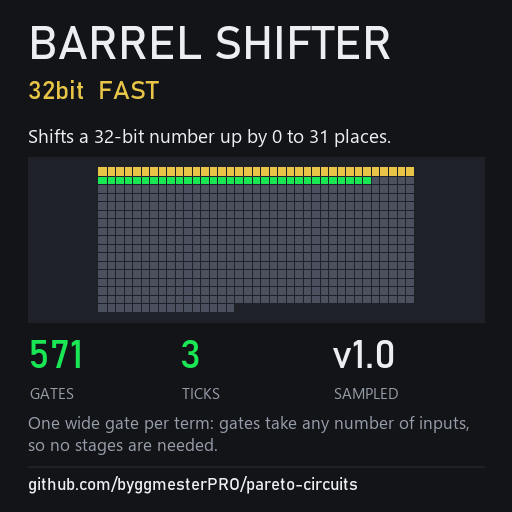 BARREL SHIFTER
32bit FAST
Shifts a 32-bit number up by 0 to 31 places.
571 3 v1.0
GATES TICKS SAMPLED
One wide gate per term: gates take any number of inputs,
so no stages are needed.
github.com/byggmesterPRO/pareto-circuits